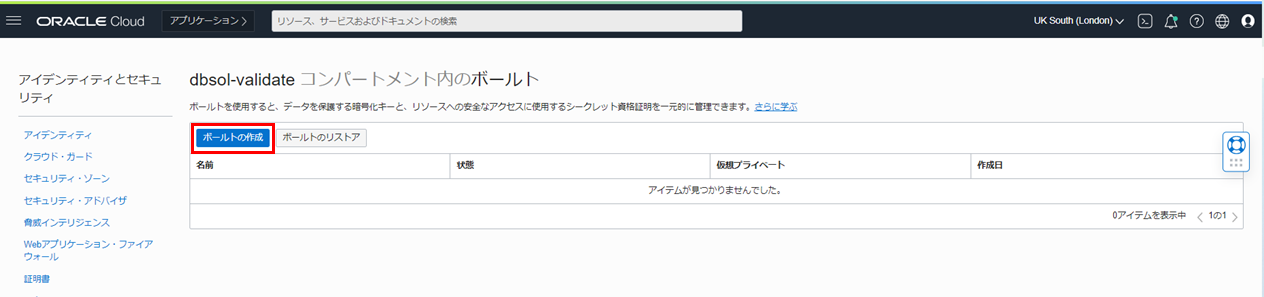 ORACLE Cloud
アプリケーション
リソース、サービスおよびドキュメントの検索
UK South (London)
アイデンティティとセキュ
リティ
アイデンティティ
クラウド・ガード
セキュリティ・ゾーン
セキュリティ・アドバイザ
脅威インテリジェンス
Webアプリケーション・ファイア
ウォール
証明書
dbsol-validate コンパートメント内のボールト
ボールトを使用すると、データを保護する暗号化キーと、リソースへの安全なアクセスに使用するシークレット資格証明を一元的に管理できます。さらに学ぶ
ボールトの作成 ボールトのリストア
名前 状態 仮想プライベート 作成日
アイテムが見つかりませんでした。
0アイテムを表示中 1の1